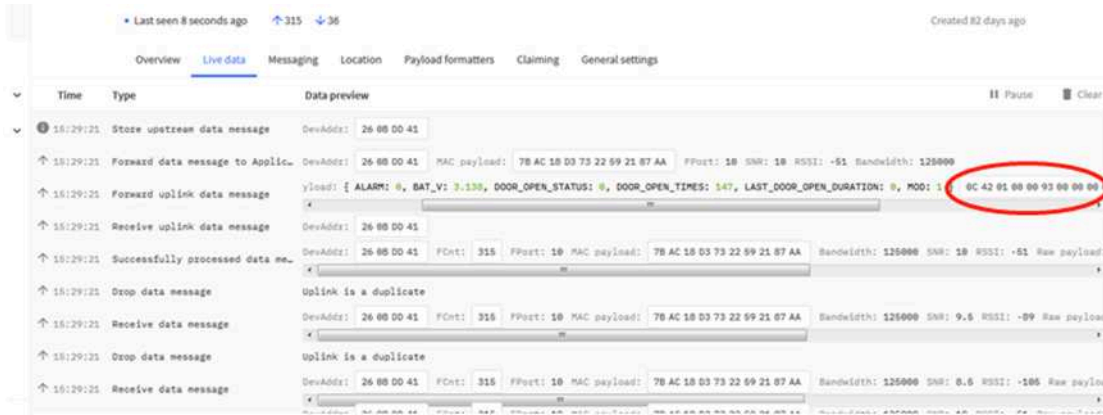 Last seen 8 seconds ago ↑315 ↓36 Created 82 days ago
Overview Live data Messaging Location Payload formatters Claiming General settings
Time Type Data preview Pause Clear
15:29:21 Store upstream data message DevAddr: 26 0B DD 41
15:29:21 Forward data message to Applic… DevAddr: 26 0B DD 41 MAC payload: 7B AC 18 D3 73 22 59 21 87 AA FPort: 10 SNR: 10 RSSI: -51 Bandwidth: 125000
15:29:21 Forward uplink data message yload: { ALARM: 0, BAT_V: 3.138, DOOR_OPEN_STATUS: 0, DOOR_OPEN_TIMES: 147, LAST_DOOR_OPEN_DURATION: 0, MOD: 1 0C 42 01 00 00 93 00 00 00
15:29:21 Receive uplink data message DevAddr: 26 0B DD 41
15:29:21 Successfully processed data me… DevAddr: 26 0B DD 41 FCnt: 315 FPort: 10 MAC payload: 7B AC 18 D3 73 22 59 21 87 AA Bandwidth: 125000 SNR: 10 RSSI: -51 Raw payload
15:29:21 Drop data message Uplink is a duplicate
15:29:21 Receive data message DevAddr: 26 0B DD 41 FCnt: 315 FPort: 10 MAC payload: 7B AC 18 D3 73 22 59 21 87 AA Bandwidth: 125000 SNR: 9.5 RSSI: -89 Raw payloa
15:29:21 Drop data message Uplink is a duplicate
15:29:21 Receive data message DevAddr: 26 0B DD 41 FCnt: 315 FPort: 10 MAC payload: 7B AC 18 D3 73 22 59 21 87 AA Bandwidth: 125000 SNR: 8.5 RSSI: -105 Raw paylo